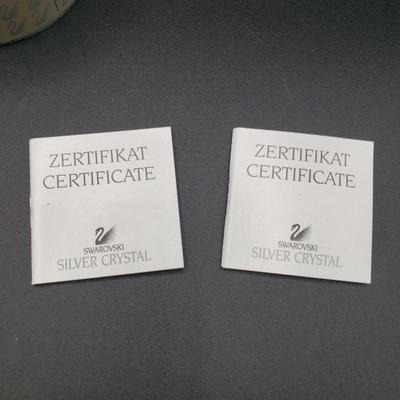 ZERTIFIKAT
CERTIFICATE
SWAROVSKI
SILVER CRYSTAL
ZERTIFIKAT
CERTIFICATE
SWAROVSKI
SILVER CRYSTAL